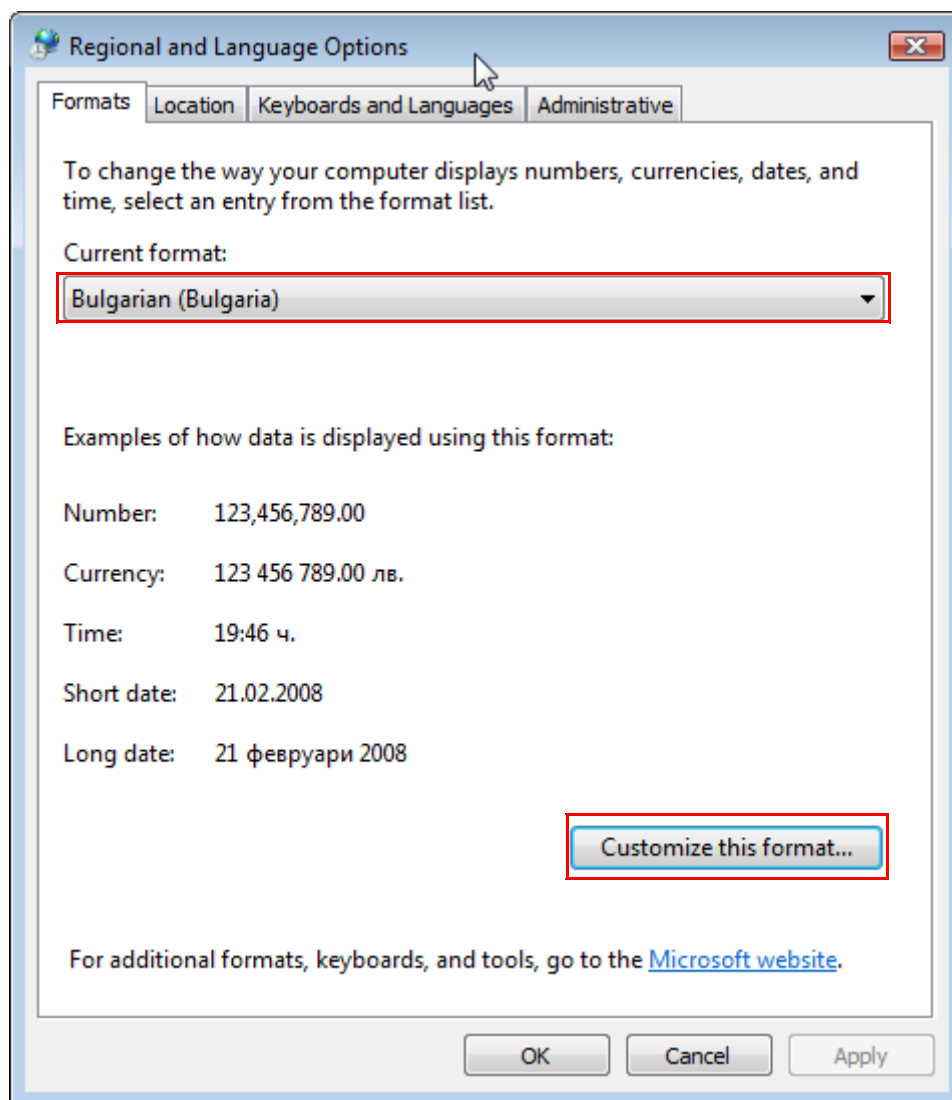 Regional and Language Options
Formats Location Keyboards and Languages Administrative
To change the way your computer displays numbers, currencies, dates, and
time, select an entry from the format list.
Current format:
Bulgarian (Bulgaria)
Examples of how data is displayed using this format:
Number: 123,456,789.00
Currency: 123 456 789.00 лв.
Time: 19:46 ч.
Short date: 21.02.2008
Long date: 21 февруари 2008
Customize this format...
For additional formats, keyboards, and tools, go to the Microsoft website.
OK Cancel Apply